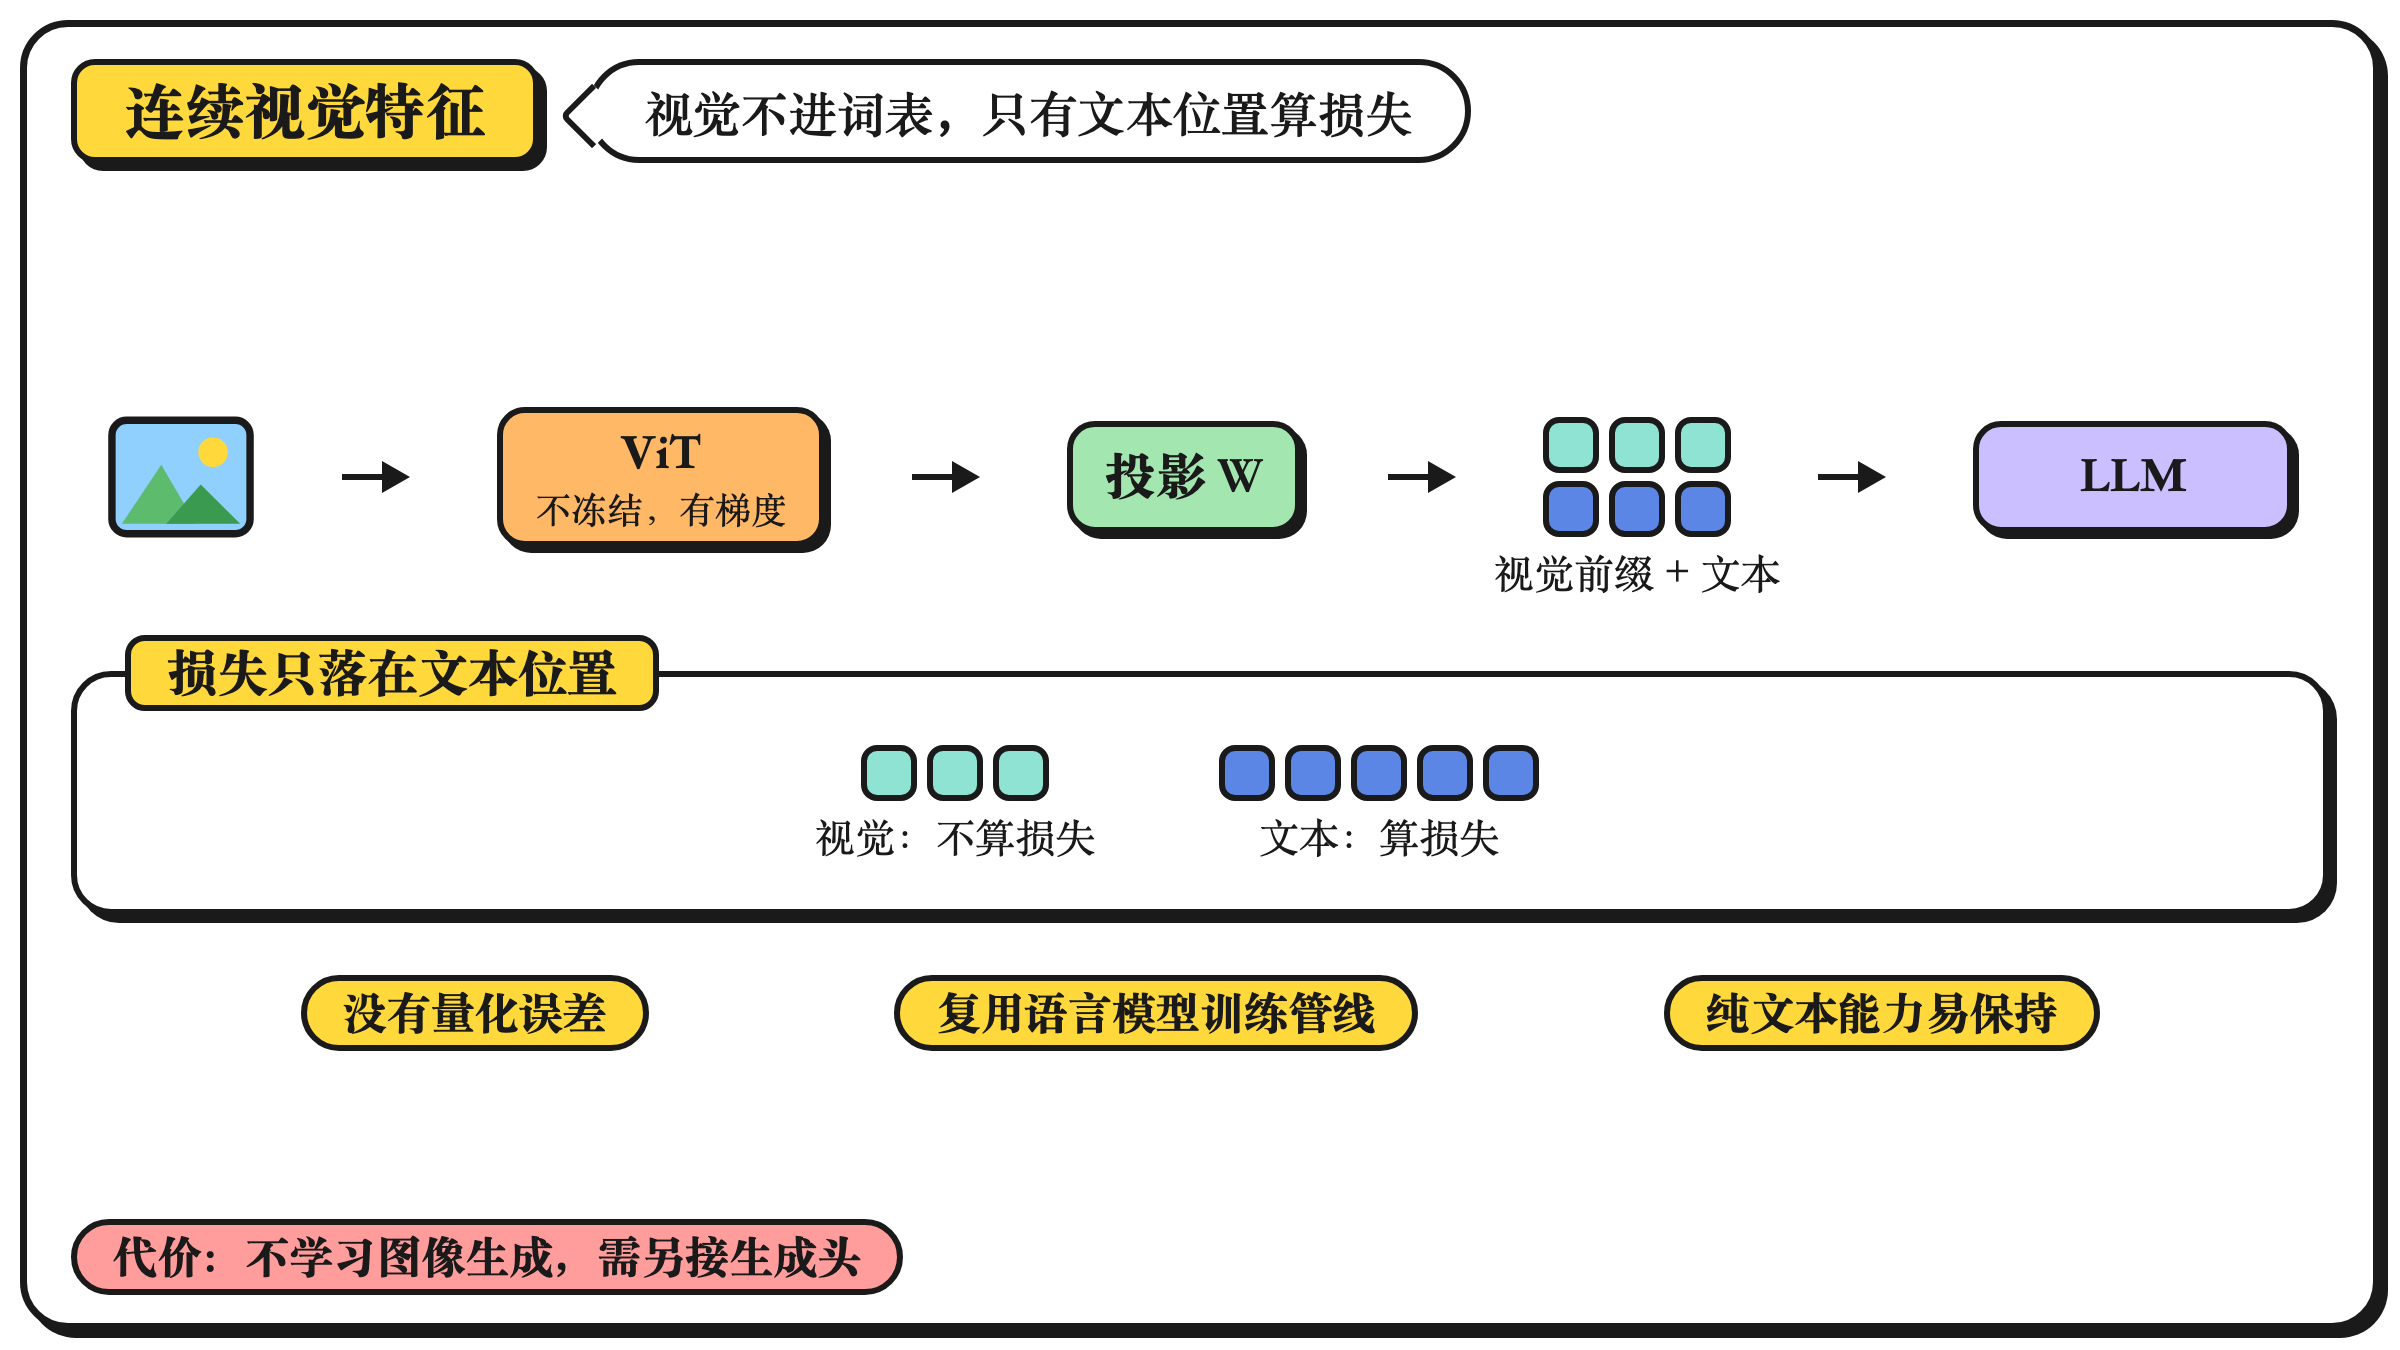 连续视觉特征
视觉不进词表，只有文本位置算损失
ViT
不冻结，有梯度
投影 W
视觉前缀 + 文本
LLM
损失只落在文本位置
视觉：不算损失
文本：算损失
没有量化误差
复用语言模型训练管线
纯文本能力易保持
代价：不学习图像生成，需另接生成头